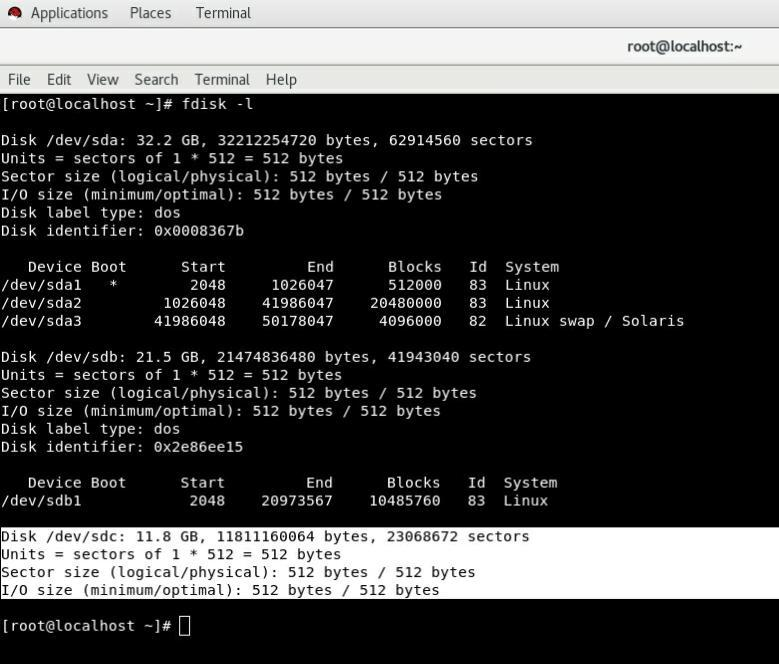 Applications Places Terminal
root@localhost:~
File Edit View Search Terminal Help
[root@localhost ~]# fdisk -l
Disk /dev/sda: 32.2 GB, 32212254720 bytes, 62914560 sectors
Units = sectors of 1 * 512 = 512 bytes
Sector size (logical/physical): 512 bytes / 512 bytes
I/O size (minimum/optimal): 512 bytes / 512 bytes
Disk label type: dos
Disk identifier: 0x0008367b
Device Boot Start End Blocks Id System
/dev/sda1 * 2048 1026047 512000 83 Linux
/dev/sda2 1026048 41986047 20480000 83 Linux
/dev/sda3 41986048 50178047 4096000 82 Linux swap / Solaris
Disk /dev/sdb: 21.5 GB, 21474836480 bytes, 41943040 sectors
Units = sectors of 1 * 512 = 512 bytes
Sector size (logical/physical): 512 bytes / 512 bytes
I/O size (minimum/optimal): 512 bytes / 512 bytes
Disk label type: dos
Disk identifier: 0x2e86ee15
Device Boot Start End Blocks Id System
/dev/sdb1 2048 20973567 10485760 83 Linux
Disk /dev/sdc: 11.8 GB, 11811160064 bytes, 23068672 sectors
Units = sectors of 1 * 512 = 512 bytes
Sector size (logical/physical): 512 bytes / 512 bytes
I/O size (minimum/optimal): 512 bytes / 512 bytes
[root@localhost ~]#